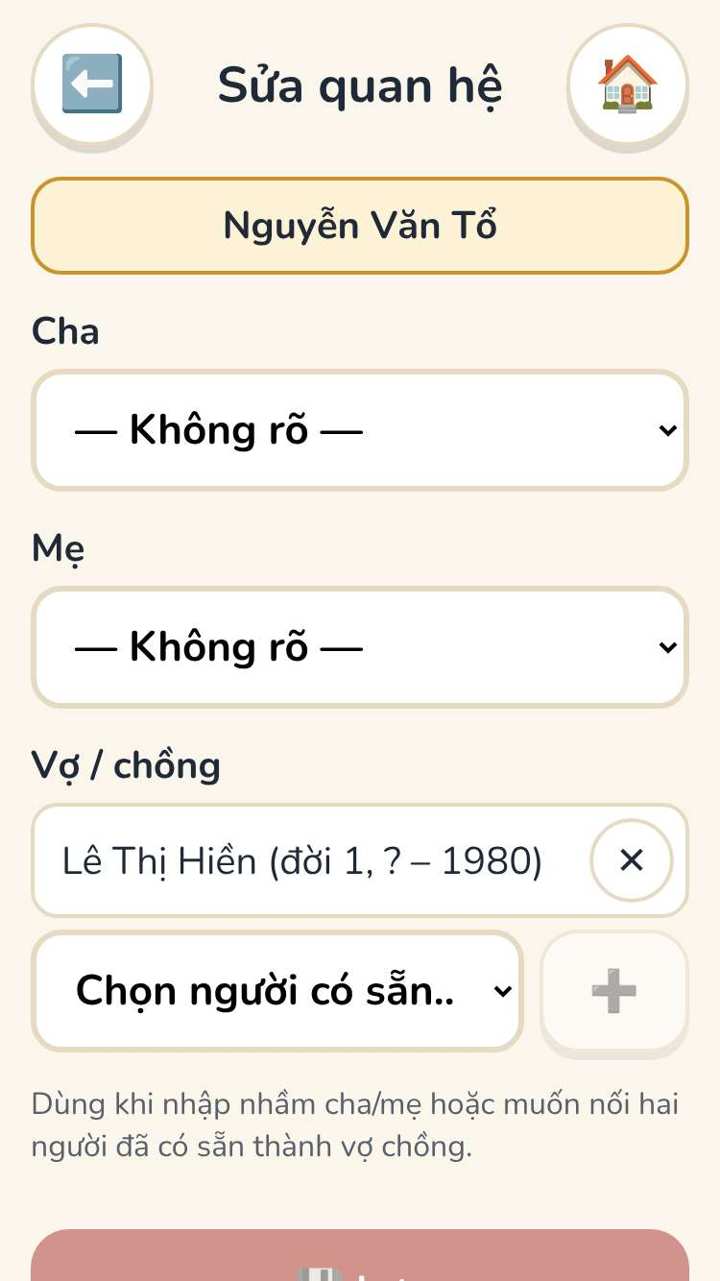 Sửa quan hệ
Nguyễn Văn Tổ
Cha
— Không rõ —
Mẹ
— Không rõ —
Vợ / chồng
Lê Thị Hiền (đời 1, ? – 1980)
Chọn người có sẵn..
Dùng khi nhập nhầm cha/mẹ hoặc muốn nối hai
người đã có sẵn thành vợ chồng.